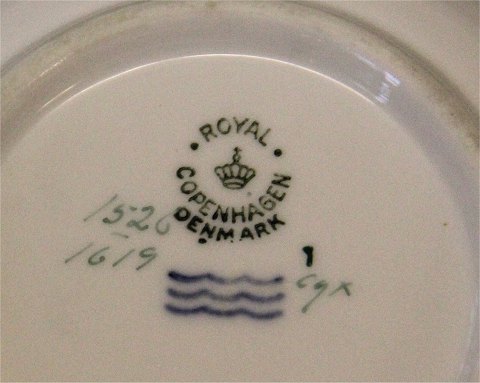 • ROYAL •
COPENHAGEN
DENMARK
1526
1619
1
cgx